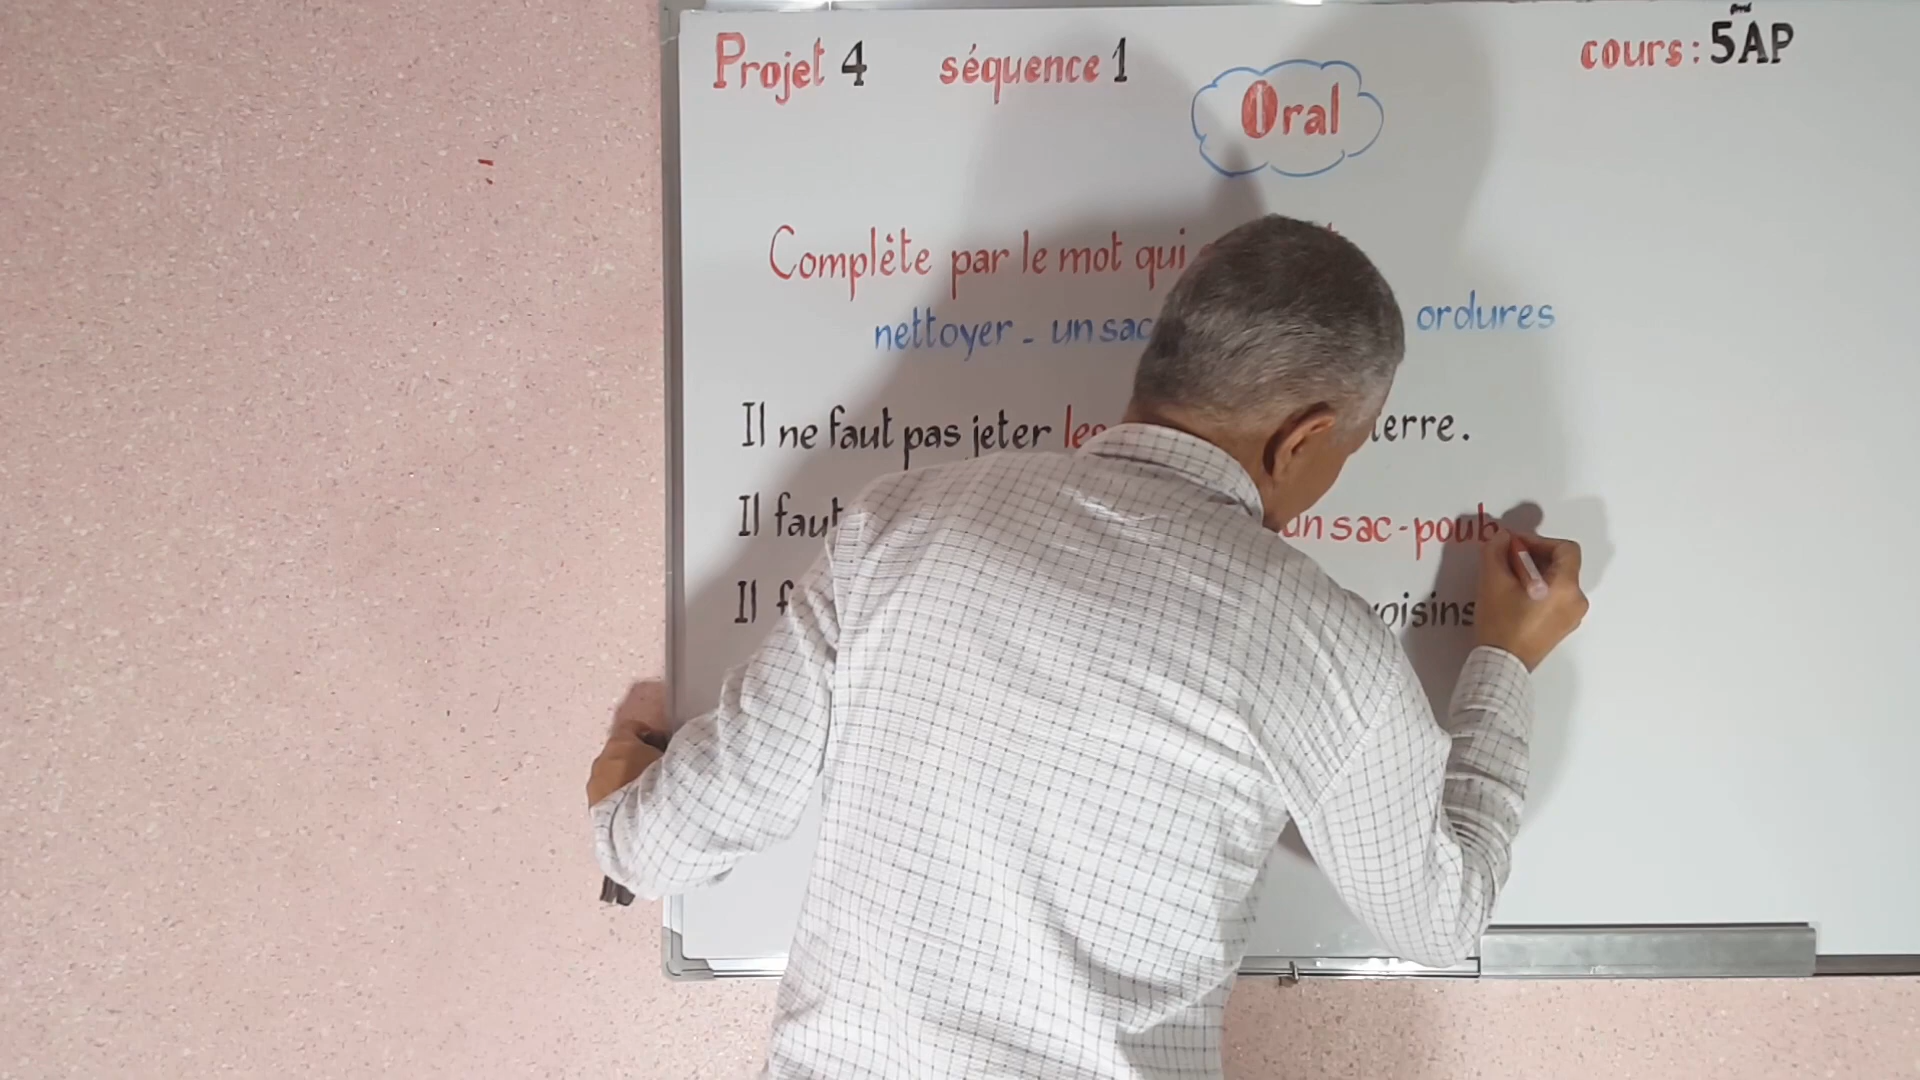 Projet 4 séquence 1 cours : 5AP
Oral
Complète par le mot qui
nettoyer - un sac ordures
Il ne faut pas jeter les terre.
Il faut un sac-poub
Il voisins